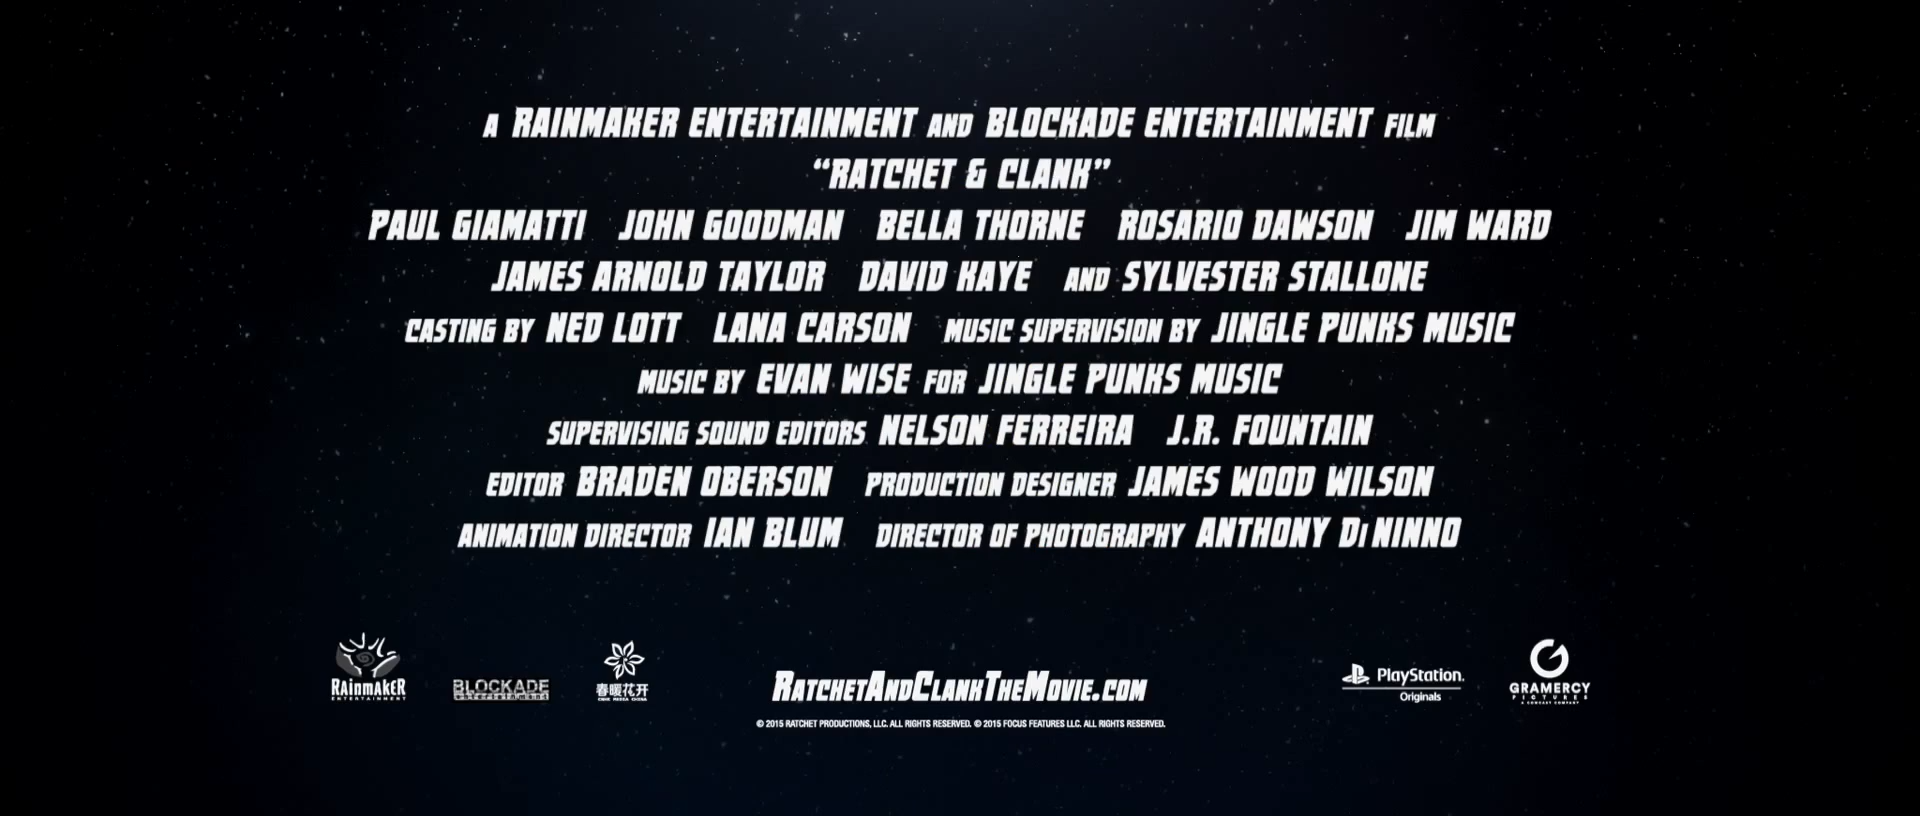 A RAINMAKER ENTERTAINMENT AND BLOCKADE ENTERTAINMENT FILM
“RATCHET & CLANK”
PAUL GIAMATTI JOHN GOODMAN BELLA THORNE ROSARIO DAWSON JIM WARD
JAMES ARNOLD TAYLOR DAVID KAYE AND SYLVESTER STALLONE
CASTING BY NED LOTT LANA CARSON MUSIC SUPERVISION BY JINGLE PUNKS MUSIC
MUSIC BY EVAN WISE FOR JINGLE PUNKS MUSIC
SUPERVISING SOUND EDITORS NELSON FERREIRA J.R. FOUNTAIN
EDITOR BRADEN OBERSON PRODUCTION DESIGNER JAMES WOOD WILSON
ANIMATION DIRECTOR IAN BLUM DIRECTOR OF PHOTOGRAPHY ANTHONY DI NINNO
RAINMAKER
ENTERTAINMENT
BLOCKADE
entertainment
春暖花开
RATCHETANDCLANKTHEMOVIE.COM
© 2015 RATCHET PRODUCTIONS, LLC. ALL RIGHTS RESERVED. © 2015 FOCUS FEATURES LLC. ALL RIGHTS RESERVED.
PlayStation.
Originals
GRAMERCY
PICTURES
A COMCAST COMPANY